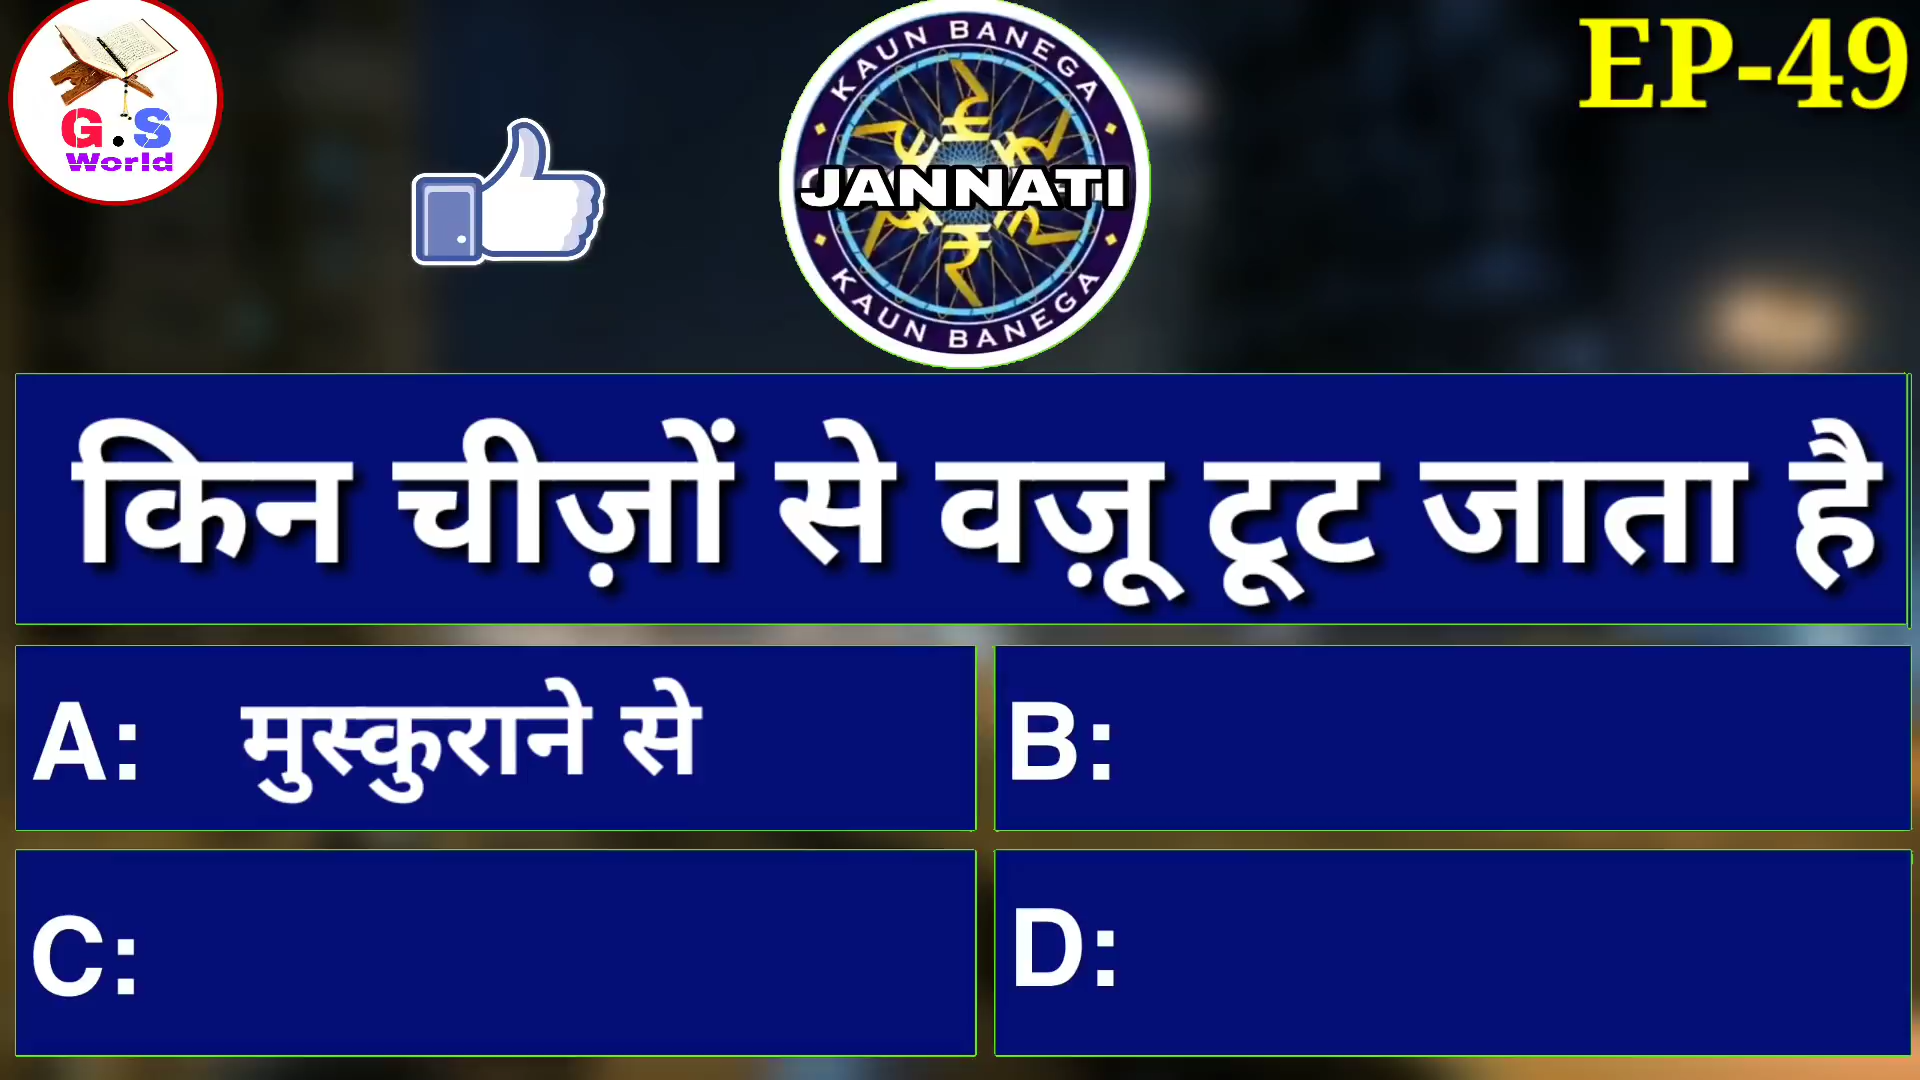 G.S
World
KAUN BANEGA
JANNATI
KAUN BANEGA
EP-49
किन चीज़ों से वज़ू टूट जाता है
A: मुस्कुराने से
B:
C:
D: